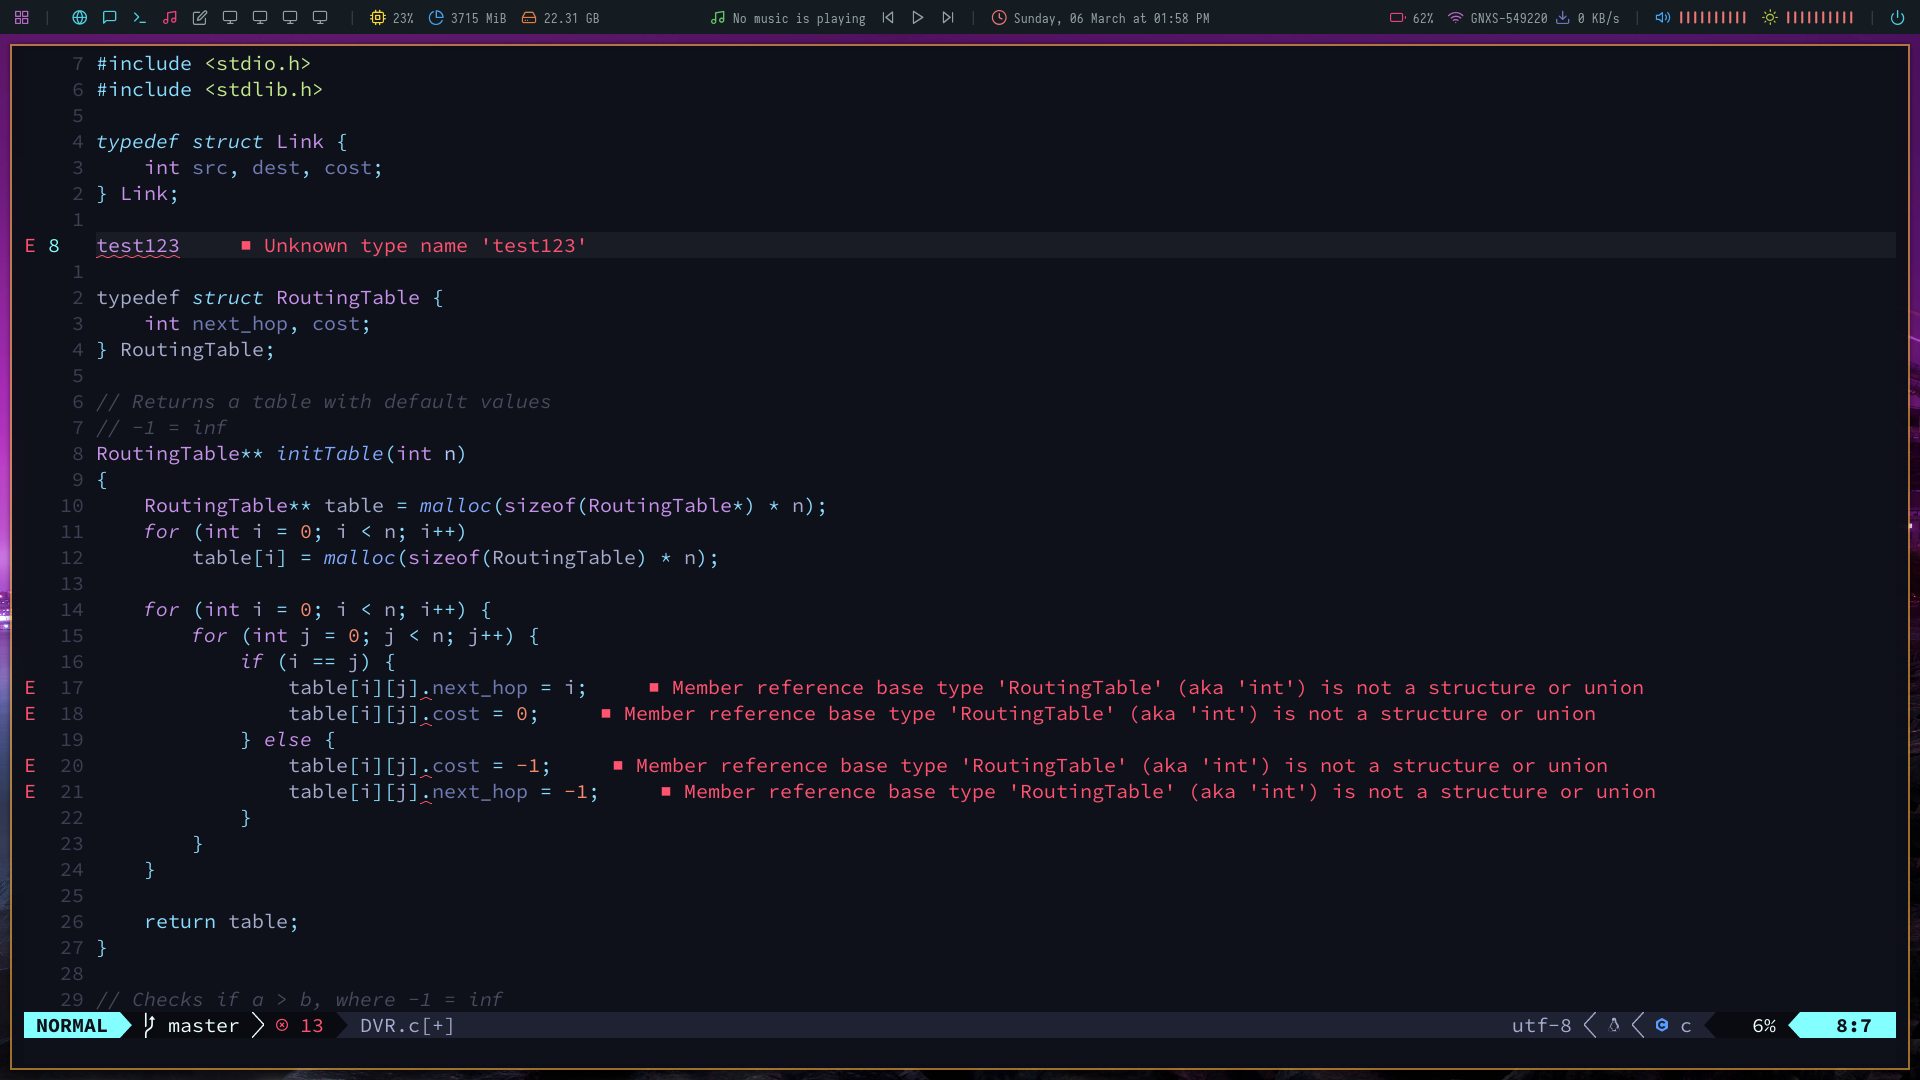 23% 3715 MiB 22.31 GB No music is playing Sunday, 06 March at 01:58 PM 62% GNXS-549220 0 KB/s
7 #include <stdio.h>
6 #include <stdlib.h>
5
4 typedef struct Link {
3     int src, dest, cost;
2 } Link;
1
E 8 test123     ■ Unknown type name 'test123'
1
2 typedef struct RoutingTable {
3     int next_hop, cost;
4 } RoutingTable;
5
6 // Returns a table with default values
7 // -1 = inf
8 RoutingTable** initTable(int n)
9 {
10     RoutingTable** table = malloc(sizeof(RoutingTable*) * n);
11     for (int i = 0; i < n; i++)
12         table[i] = malloc(sizeof(RoutingTable) * n);
13
14     for (int i = 0; i < n; i++) {
15         for (int j = 0; j < n; j++) {
16             if (i == j) {
E 17                 table[i][j].next_hop = i;     ■ Member reference base type 'RoutingTable' (aka 'int') is not a structure or union
E 18                 table[i][j].cost = 0;     ■ Member reference base type 'RoutingTable' (aka 'int') is not a structure or union
19             } else {
E 20                 table[i][j].cost = -1;     ■ Member reference base type 'RoutingTable' (aka 'int') is not a structure or union
E 21                 table[i][j].next_hop = -1;     ■ Member reference base type 'RoutingTable' (aka 'int') is not a structure or union
22             }
23         }
24     }
25
26     return table;
27 }
28
29 // Checks if a > b, where -1 = inf
NORMAL master 13 DVR.c[+] utf-8 c 6% 8:7